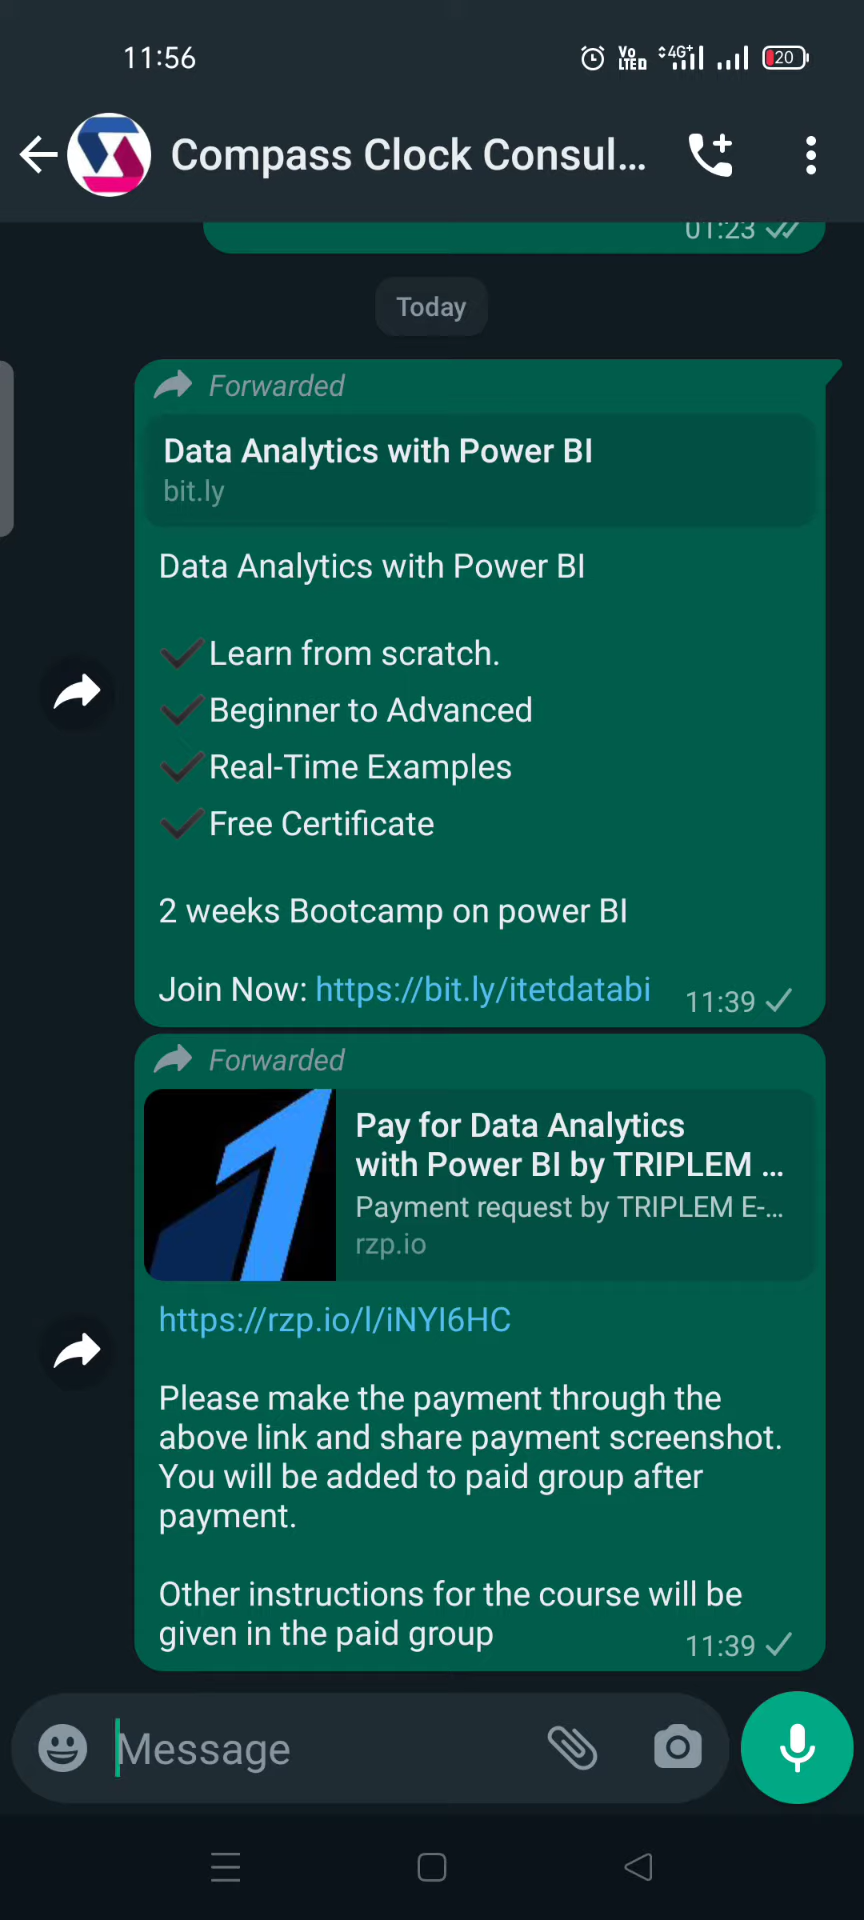 11:56
Vo LTE 4G+ 20
Compass Clock Consul...
01:23
Today
Forwarded
Data Analytics with Power BI
bit.ly
Data Analytics with Power BI
Learn from scratch.
Beginner to Advanced
Real-Time Examples
Free Certificate
2 weeks Bootcamp on power BI
Join Now: https://bit.ly/itetdatabi 11:39
Forwarded
Pay for Data Analytics
with Power BI by TRIPLEM ...
Payment request by TRIPLEM E-...
rzp.io
https://rzp.io/l/iNYI6HC
Please make the payment through the
above link and share payment screenshot.
You will be added to paid group after
payment.
Other instructions for the course will be
given in the paid group 11:39
Message